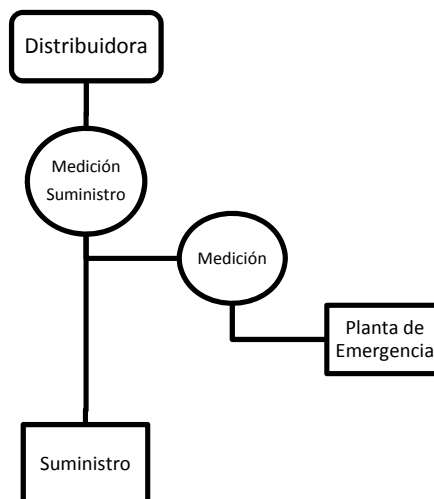 Distribuidora
Medición
Suministro
Medición
Planta de
Emergencia
Suministro